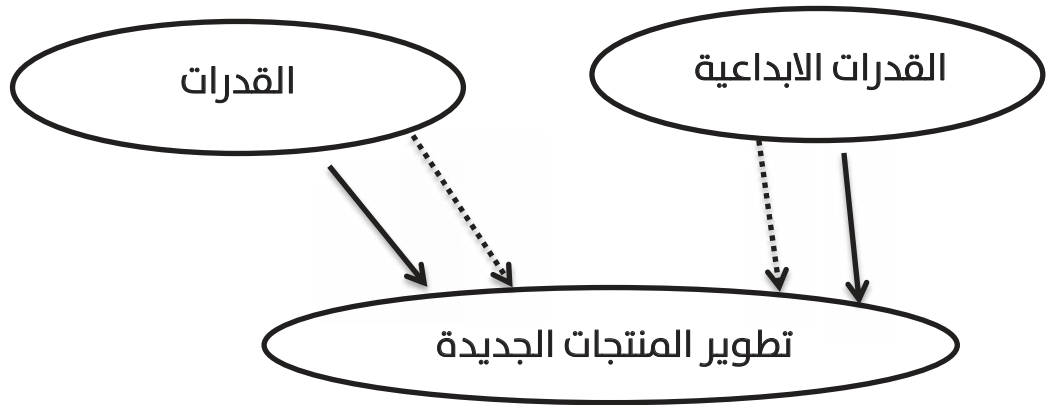 القدرات الابداعية
القدرات
تطوير المنتجات الجديدة